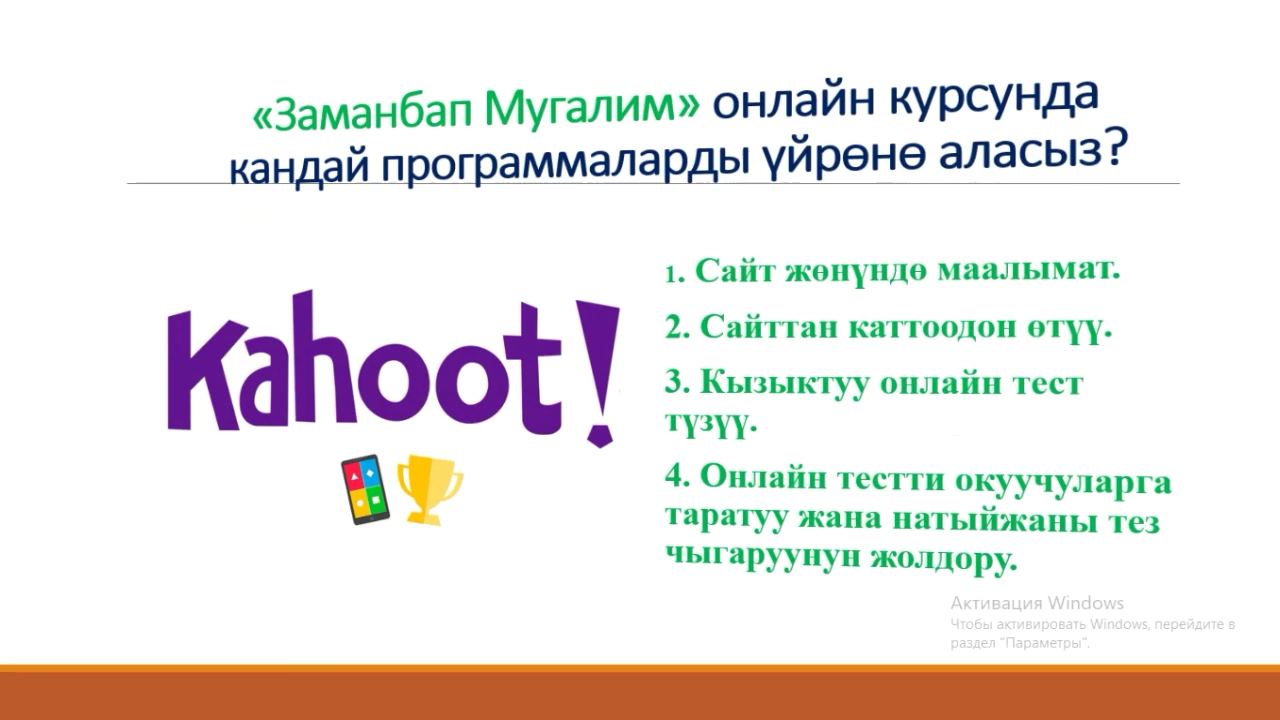 «Заманбап Мугалим» онлайн курсунда
кандай программаларды үйрөнө аласыз?
Kahoot!
1. Сайт жөнүндө маалымат.
2. Сайттан каттоодон өтүү.
3. Кызыктуу онлайн тест
түзүү.
4. Онлайн тестти окуучуларга
таратуу жана натыйжаны тез
чыгаруунун жолдору.
Активация Windows
Чтобы активировать Windows, перейдите в
раздел "Параметры".